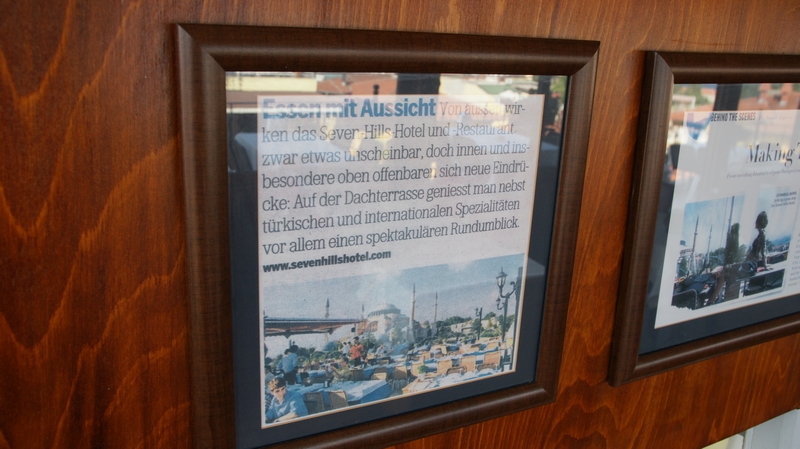 Essen mit Aussicht Von aussen wir-
ken das Seven-Hills-Hotel und -Restaurant
zwar etwas unscheinbar, doch innen und ins-
besondere oben offenbaren sich neue Eindrü-
cke: Auf der Dachterrasse geniesst man nebst
türkischen und internationalen Spezialitäten
vor allem einen spektakulären Rundumblick.
www.sevenhillshotel.com
BEHIND THE SCENES
Making